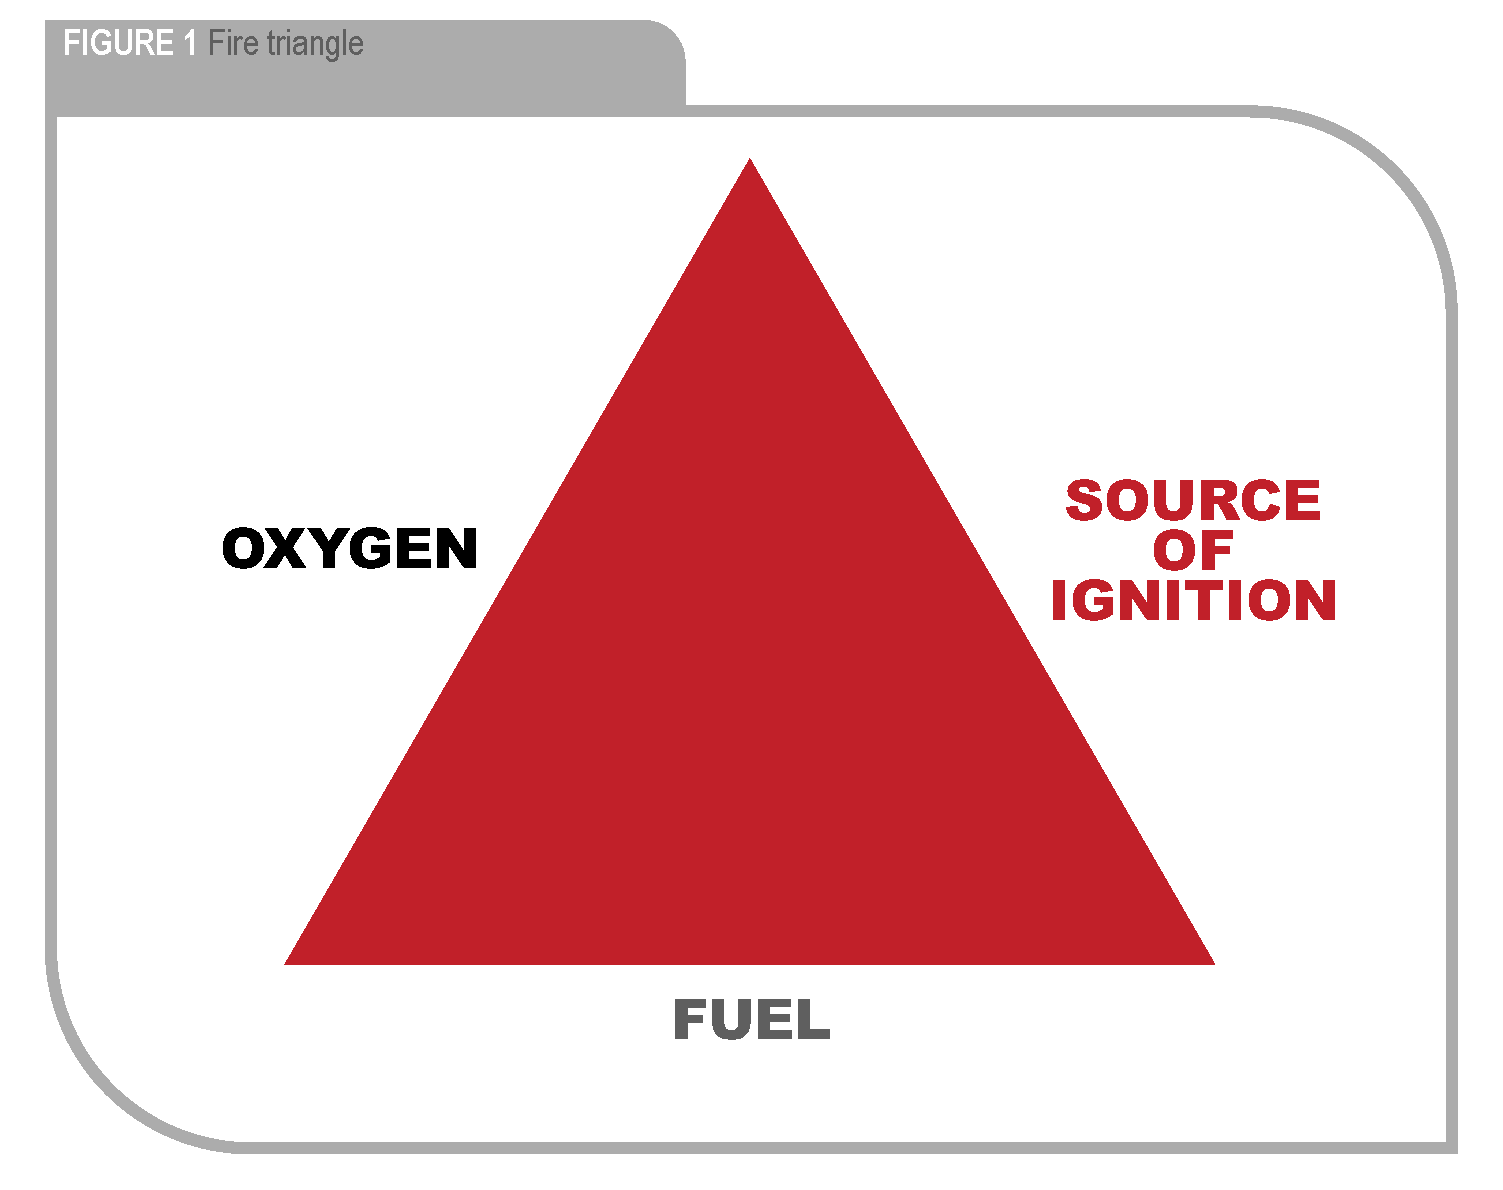 FIGURE 1 Fire triangle
OXYGEN
SOURCE
OF
IGNITION
FUEL